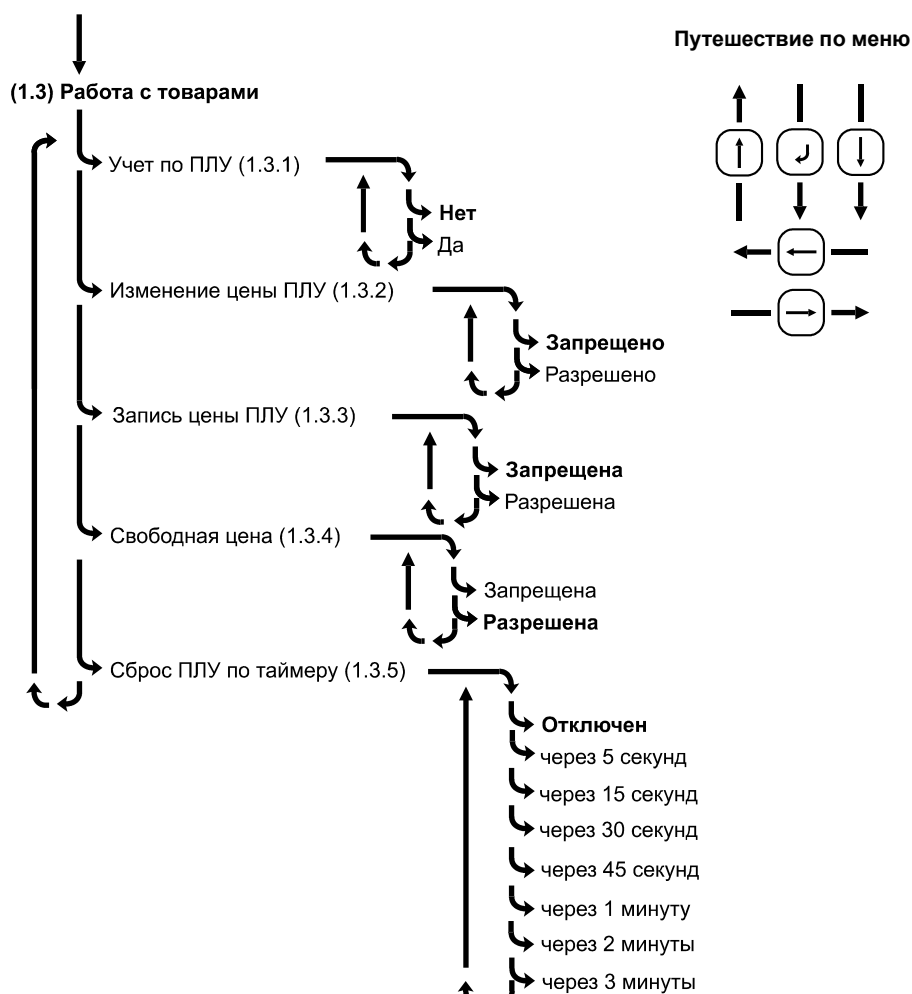 Путешествие по меню
(1.3) Работа с товарами
Учет по ПЛУ (1.3.1)
Нет
Да
Изменение цены ПЛУ (1.3.2)
Запрещено
Разрешено
Запись цены ПЛУ (1.3.3)
Запрещена
Разрешена
Свободная цена (1.3.4)
Запрещена
Разрешена
Сброс ПЛУ по таймеру (1.3.5)
Отключен
через 5 секунд
через 15 секунд
через 30 секунд
через 45 секунд
через 1 минуту
через 2 минуты
через 3 минуты